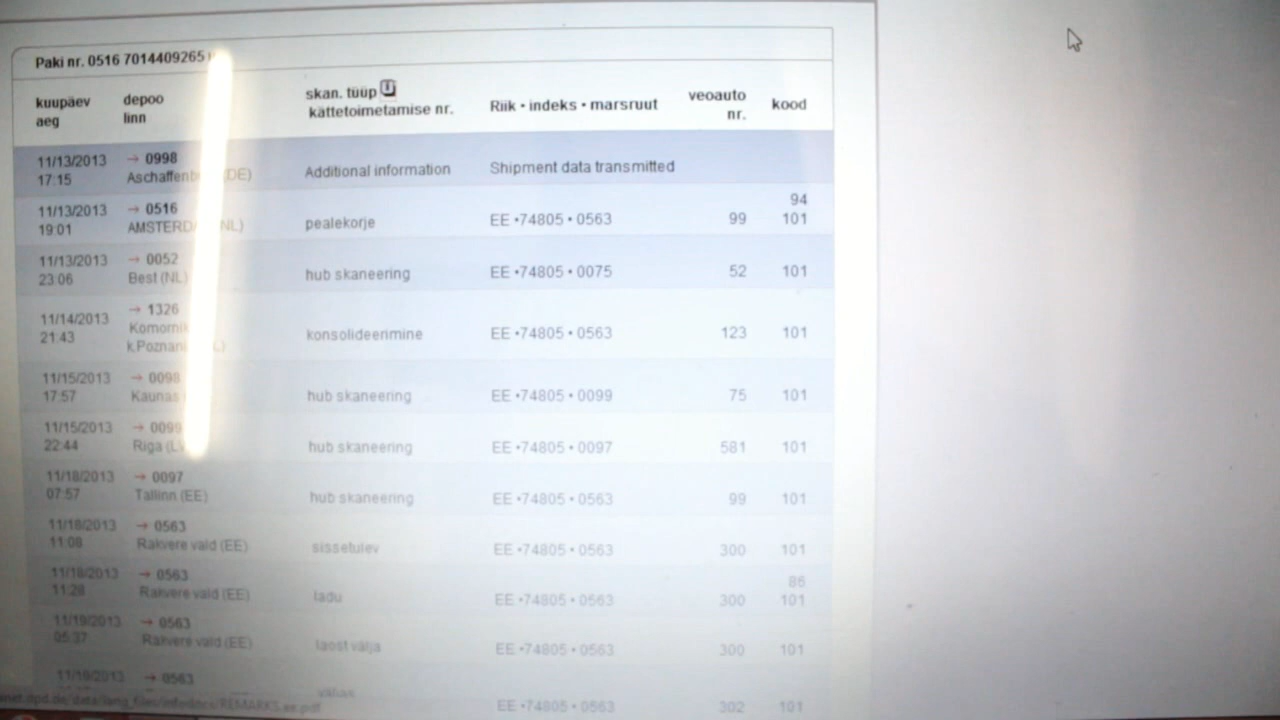 Paki nr. 0516 7014409265
kuupäev aeg depoo linn skan. tüüp kättetoimetamise nr. Riik • indeks • marsruut veoauto nr. kood
11/13/2013 → 0998
17:15 Additional information Shipment data transmitted
11/13/2013 → 0516 94
19:01 pealekorje EE •74805 • 0563 99 101
11/13/2013 → 0052
23:06 Best (NL) hub skaneering EE •74805 • 0075 52 101
→ 1326
11/14/2013
21:43 konsolideerimine EE •74805 • 0563 123 101
11/15/2013 → 0098
17:57 Kaunas hub skaneering EE •74805 • 0099 75 101
11/15/2013 → 0099
22:44 Riga hub skaneering EE •74805 • 0097 581 101
11/18/2013 → 0097
07:57 Tallinn (EE) hub skaneering EE •74805 • 0563 99 101
11/18/2013 → 0563
11:08 Rakvere vald (EE) sissetulev EE •74805 • 0563 300 101
11/18/2013 → 0563 86
11:28 Rakvere vald (EE) ladu EE •74805 • 0563 300 101
11/19/2013 → 0563
05:37 Rakvere vald (EE) laost välja EE •74805 • 0563 300 101
→ 0563
EE •74805 • 0563 302 101